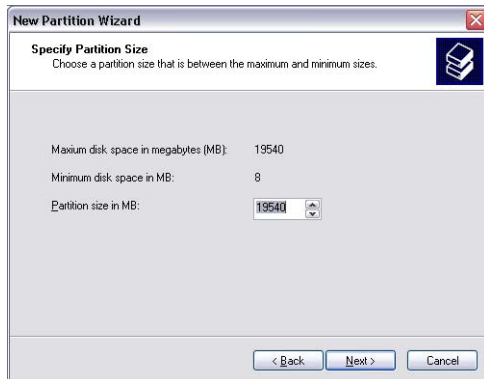 New Partition Wizard
Specify Partition Size
Choose a partition size that is between the maximum and minimum sizes.
Maxium disk space in megabytes (MB): 19540
Minimum disk space in MB: 8
Partition size in MB: 19540
< Back Next > Cancel